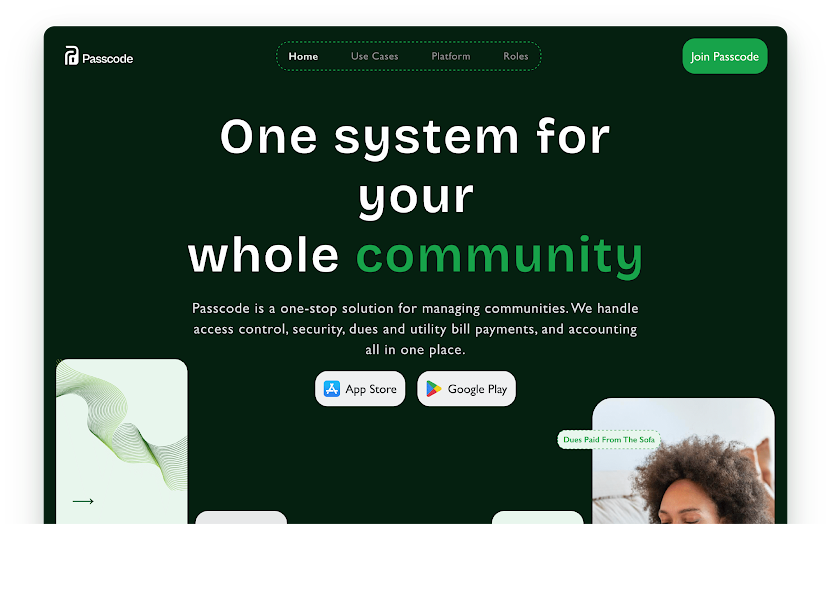 Passcode
Home Use Cases Platform Roles
Join Passcode
One system for
your
whole community
Passcode is a one-stop solution for managing communities. We handle
access control, security, dues and utility bill payments, and accounting
all in one place.
App Store
Google Play
Dues Paid From The Sofa